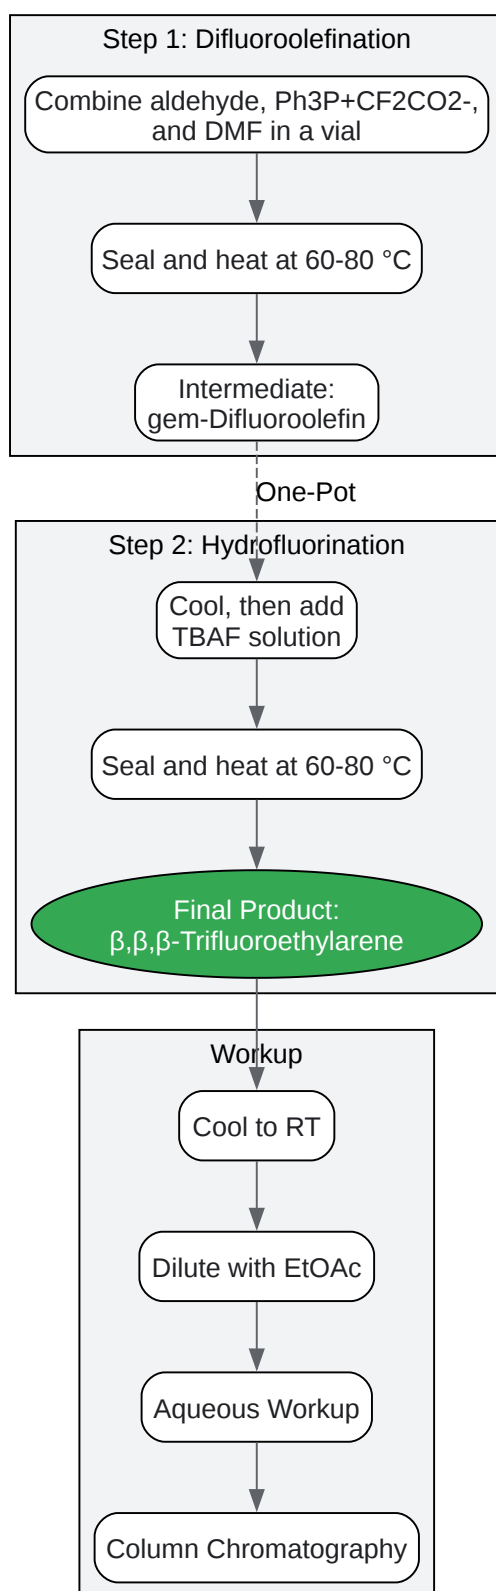 Step 1: Difluoroolefination
Combine aldehyde, Ph3P+CF2CO2-,
and DMF in a vial
Seal and heat at 60-80 °C
Intermediate:
gem-Difluoroolefin
One-Pot
Step 2: Hydrofluorination
Cool, then add
TBAF solution
Seal and heat at 60-80 °C
Final Product:
β,β,β-Trifluoroethylarene
Workup
Cool to RT
Dilute with EtOAc
Aqueous Workup
Column Chromatography